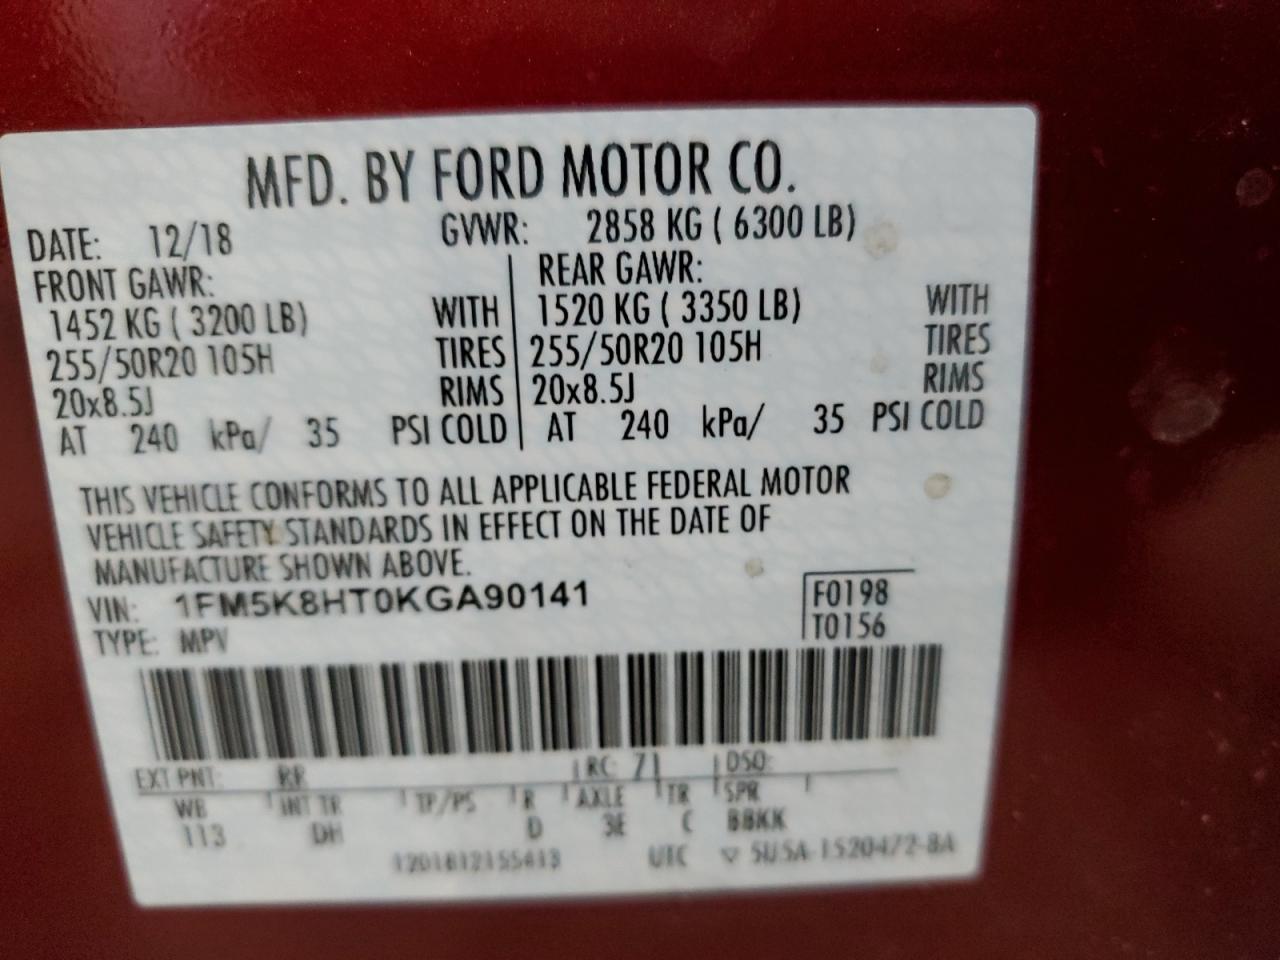 MFD. BY FORD MOTOR CO.
DATE: 12/18 GVWR: 2858 KG ( 6300 LB)
FRONT GAWR: REAR GAWR:
1452 KG ( 3200 LB) WITH 1520 KG ( 3350 LB) WITH
255/50R20 105H TIRES 255/50R20 105H TIRES
20x8.5J RIMS 20x8.5J RIMS
AT 240 kPa/ 35 PSI COLD AT 240 kPa/ 35 PSI COLD
THIS VEHICLE CONFORMS TO ALL APPLICABLE FEDERAL MOTOR
VEHICLE SAFETY STANDARDS IN EFFECT ON THE DATE OF
MANUFACTURE SHOWN ABOVE.
VIN: 1FM5K8HT0KGA90141 F0198
TYPE: MPV T0156
EXT PNT: RR RC: 71 DSO:
WB INT TR TP/PS R AXLE TR SPR
113 DH D 3E C BBKK
1201812155413 UTC ▽ 5U5A-1520472-BA